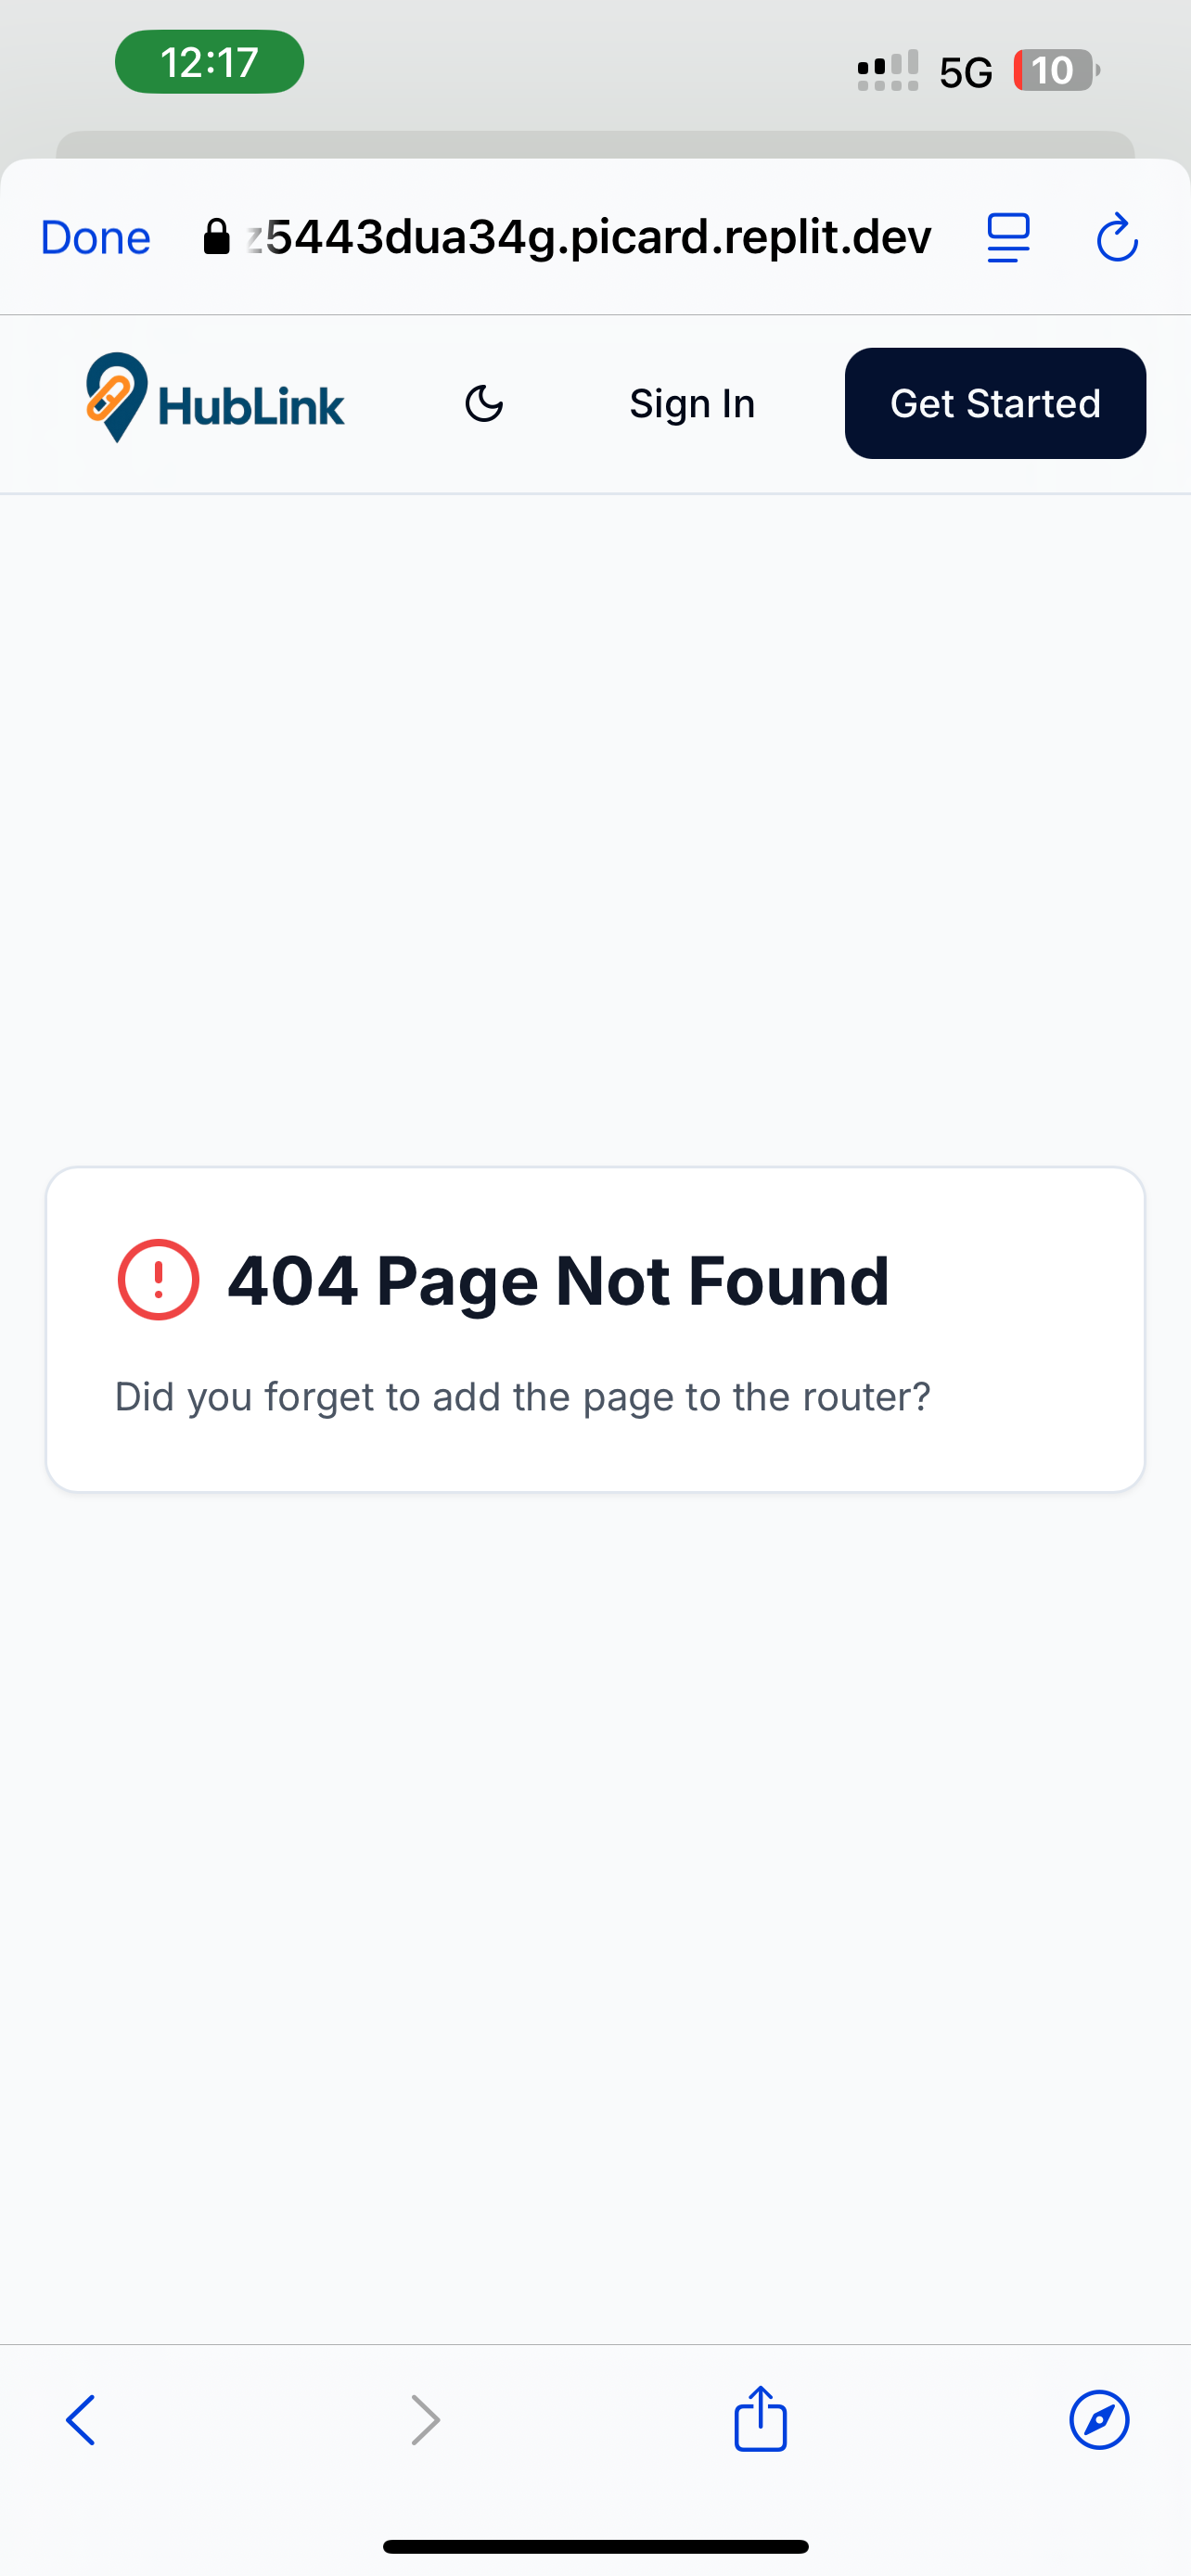 12:17
5G 10
Done z5443dua34g.picard.replit.dev
HubLink Sign In Get Started
404 Page Not Found
Did you forget to add the page to the router?